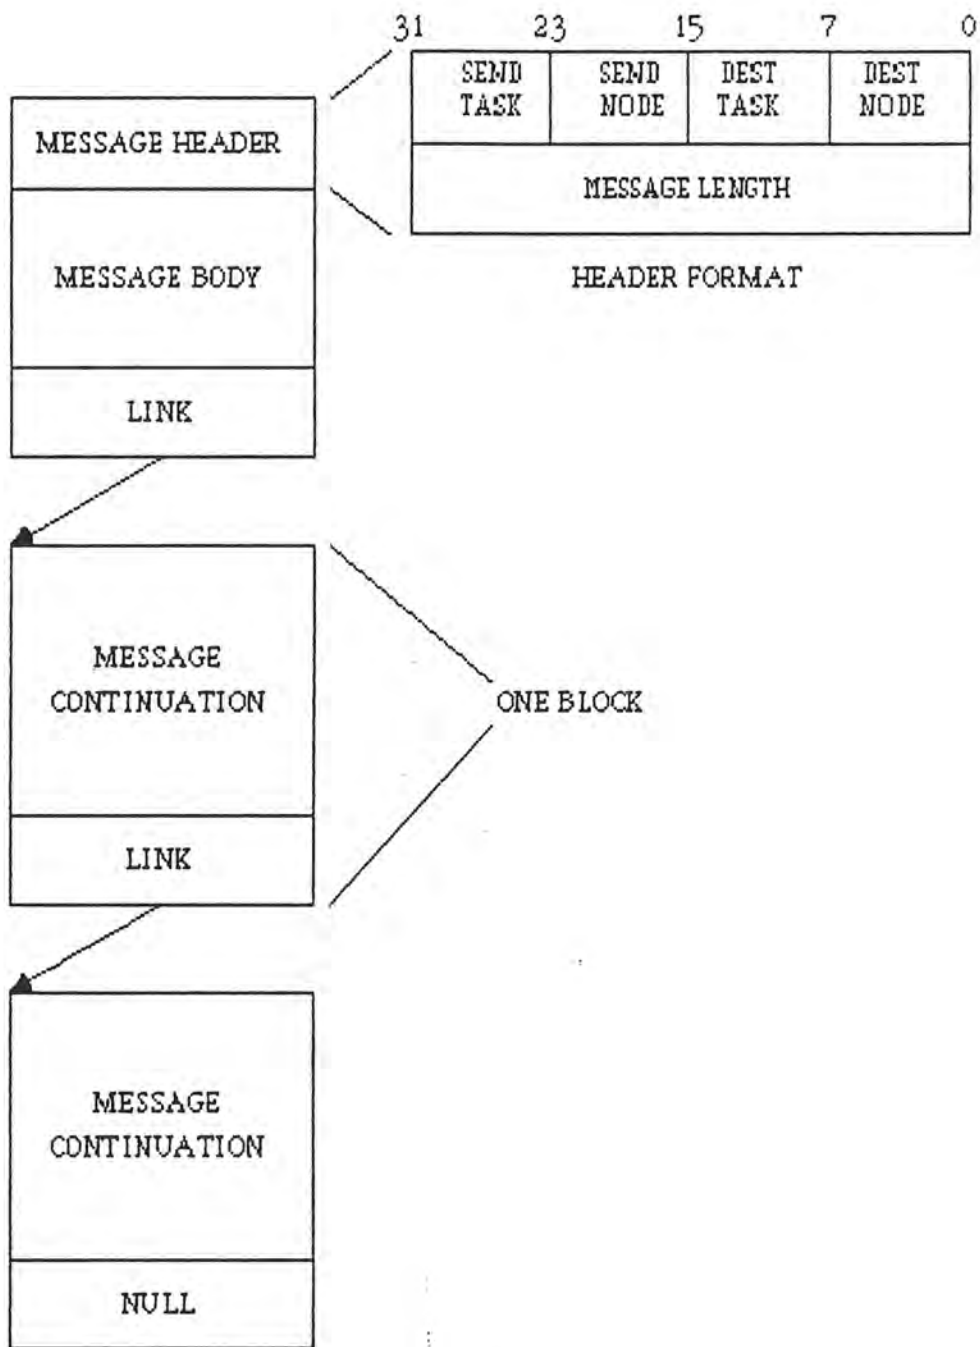 31 23 15 7 0
SEND SEND DEST DEST
TASK NODE TASK NODE
MESSAGE HEADER
MESSAGE LENGTH
MESSAGE BODY
HEADER FORMAT
LINK
MESSAGE
CONTINUATION
ONE BLOCK
LINK
MESSAGE
CONTINUATION
NULL